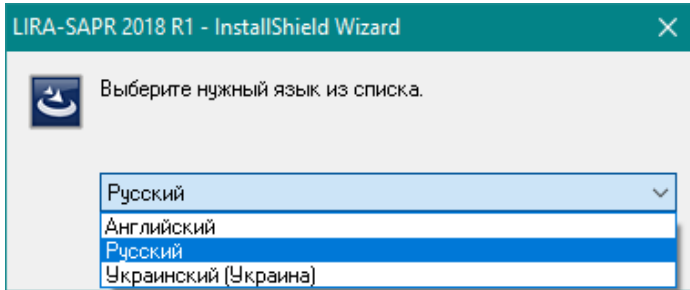 LIRA-SAPR 2018 R1 - InstallShield Wizard
Выберите нужный язык из списка.
Русский
Английский
Русский
Украинский (Украина)